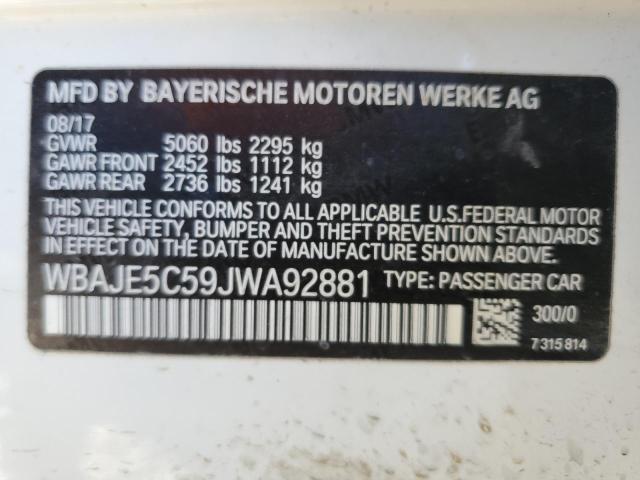 MFD BY BAYERISCHE MOTOREN WERKE AG
08/17
GVWR 5060 lbs 2295 kg
GAWR FRONT 2452 lbs 1112 kg
GAWR REAR 2736 lbs 1241 kg
THIS VEHICLE CONFORMS TO ALL APPLICABLE U.S.FEDERAL MOTOR
VEHICLE SAFETY, BUMPER AND THEFT PREVENTION STANDARDS
IN EFFECT ON THE DATE OF MANUFACTURE SHOWN ABOVE.
WBAJE5C59JWA92881 TYPE: PASSENGER CAR
300/0
7 315 814